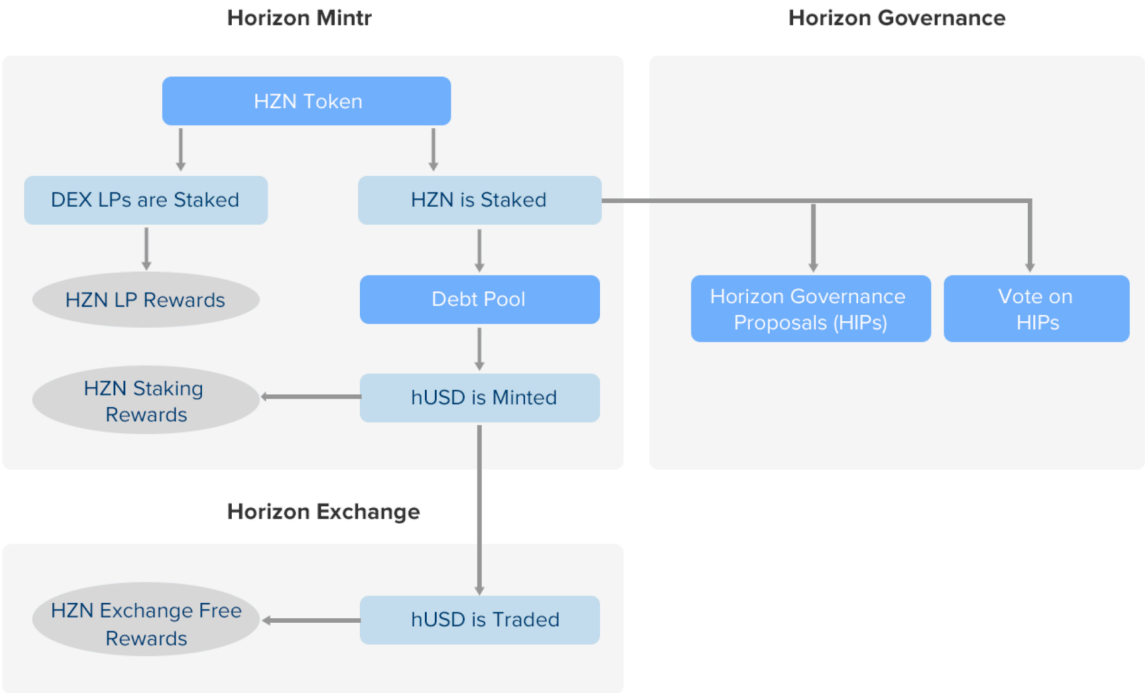 Horizon Mintr
Horizon Governance
HZN Token
DEX LPs are Staked
HZN is Staked
HZN LP Rewards
Debt Pool
Horizon Governance
Proposals (HIPs)
Vote on
HIPs
HZN Staking
Rewards
hUSD is Minted
Horizon Exchange
HZN Exchange Free
Rewards
hUSD is Traded